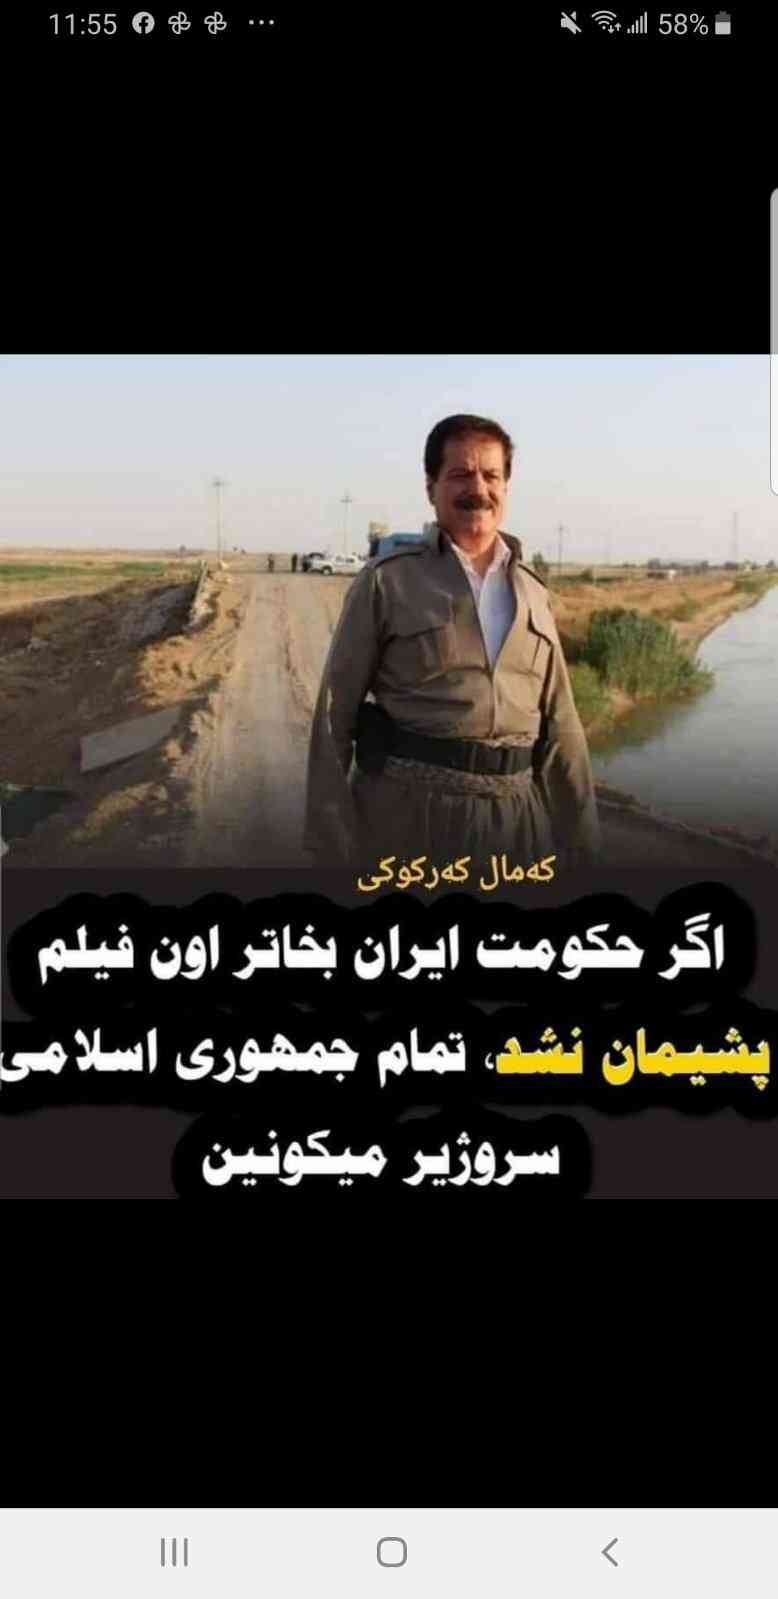 11:55
58%
کەمال کەرکوکی
اگر حکومت ایران بخاتر اون فیلم
پشیمان نشد، تمام جمهوری اسلامی
سروژیر میکونین